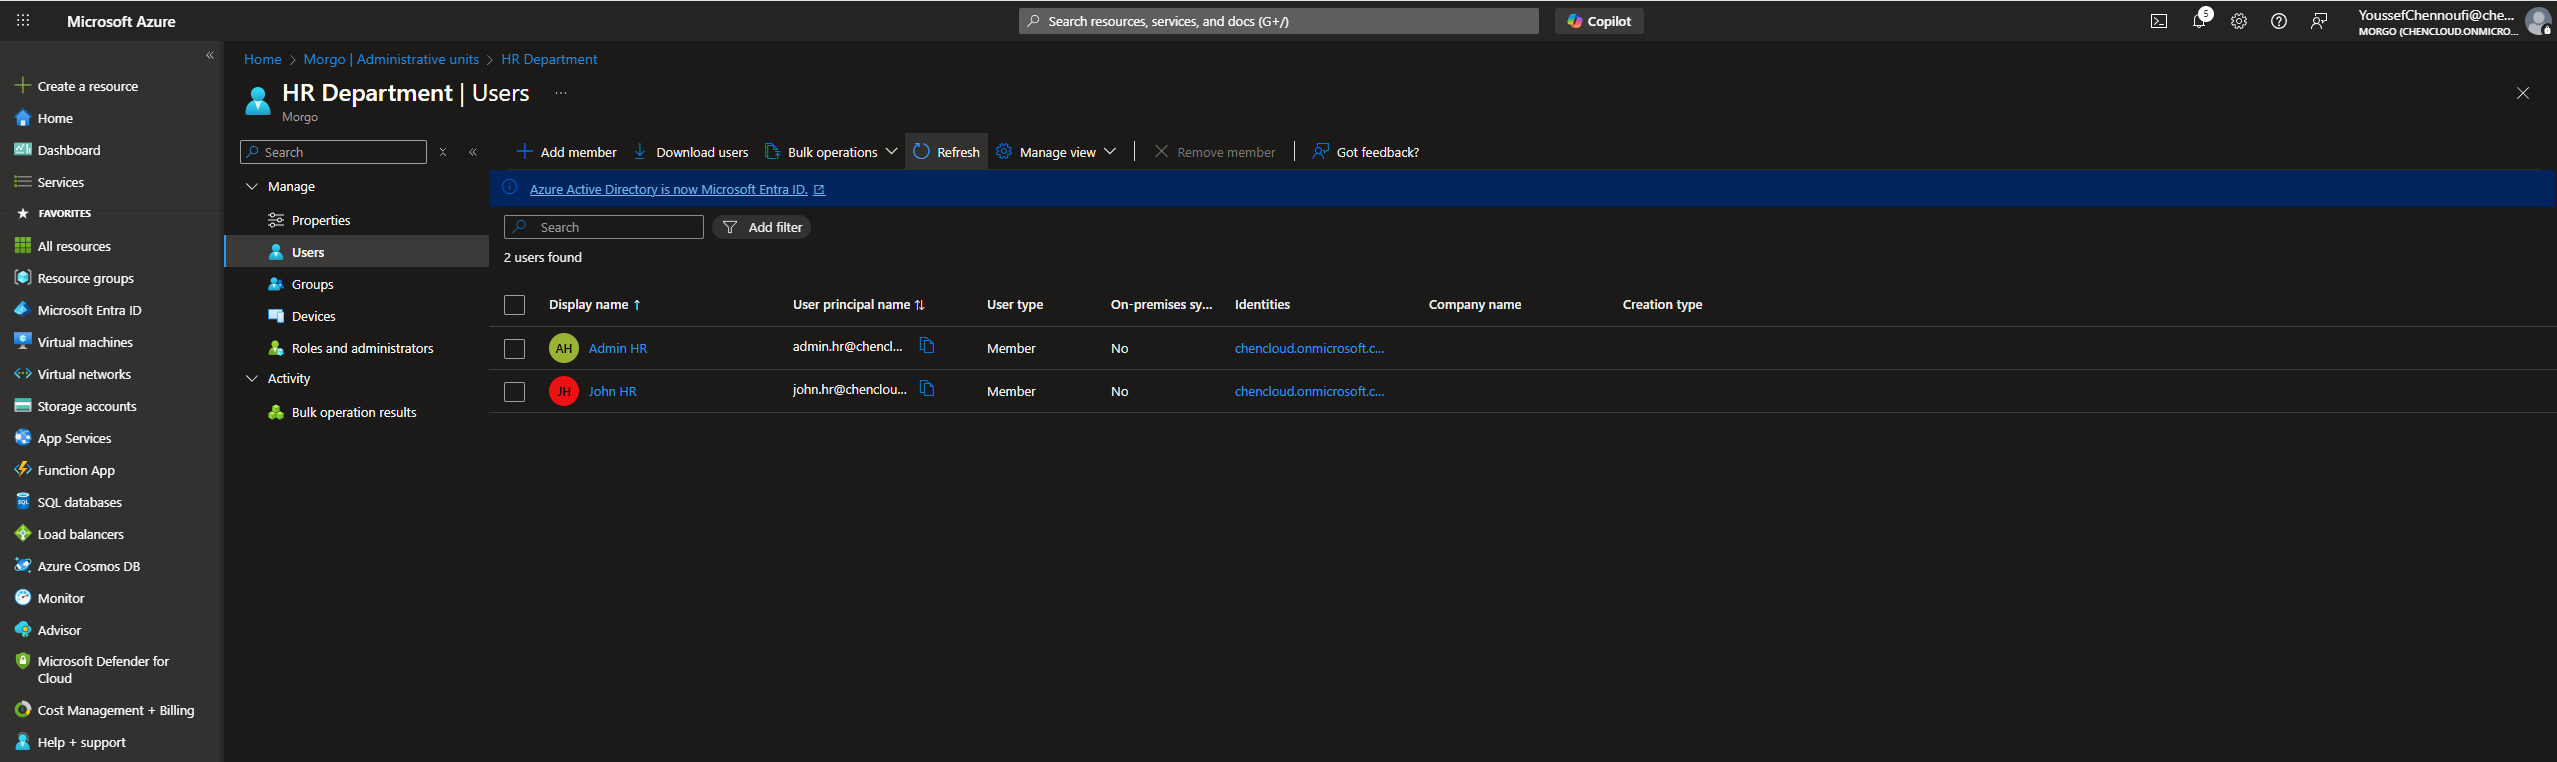 Microsoft Azure
Search resources, services, and docs (G+/)
Copilot
5
YoussefChennoufi@che...
MORGO (CHENCLOUD.ONMICRO...
Create a resource
Home
Dashboard
Services
FAVORITES
All resources
Resource groups
Microsoft Entra ID
Virtual machines
Virtual networks
Storage accounts
App Services
Function App
SQL databases
Load balancers
Azure Cosmos DB
Monitor
Advisor
Microsoft Defender for
Cloud
Cost Management + Billing
Help + support
Home > Morgo | Administrative units > HR Department
HR Department | Users ...
Morgo
Search
Manage
Properties
Users
Groups
Devices
Roles and administrators
Activity
Bulk operation results
Add member Download users Bulk operations Refresh Manage view Remove member Got feedback?
Azure Active Directory is now Microsoft Entra ID.
Search Add filter
2 users found
Display name ↑ User principal name ↑↓ User type On-premises sy... Identities Company name Creation type
AH Admin HR admin.hr@chencl... Member No chencloud.onmicrosoft.c...
JH John HR john.hr@chenclou... Member No chencloud.onmicrosoft.c...